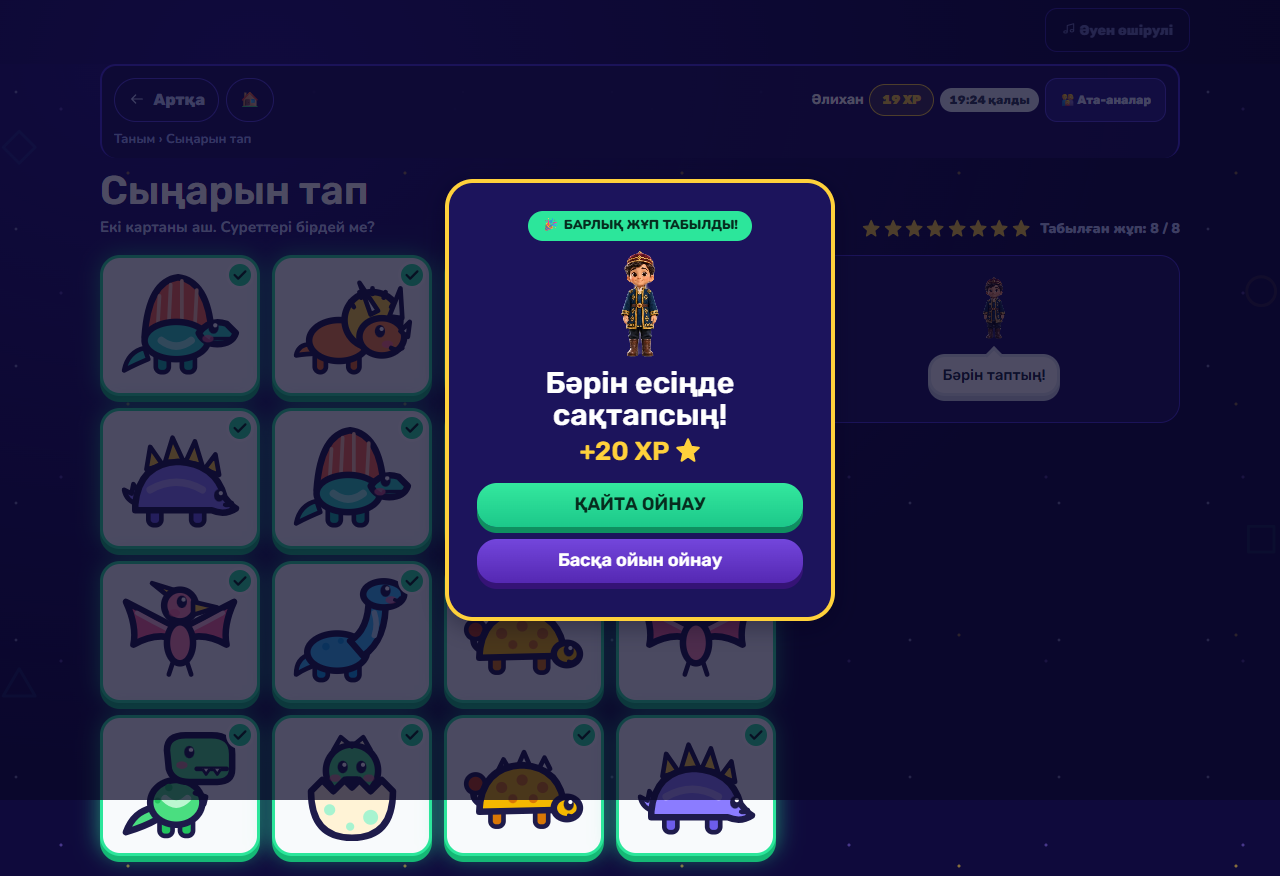 Әуен өшірулі
← Артқа
Әлихан 19 XP 19:24 қалды Ата-аналар
Таным › Сыңарын тап
Сыңарын тап
Екі картаны аш. Суреттері бірдей ме?
Табылған жұп: 8 / 8
БАРЛЫҚ ЖҰП ТАБЫЛДЫ!
Бәрін есіңде
сақтапсың!
+20 XP
ҚАЙТА ОЙНАУ
Басқа ойын ойнау
Бәрін таптың!